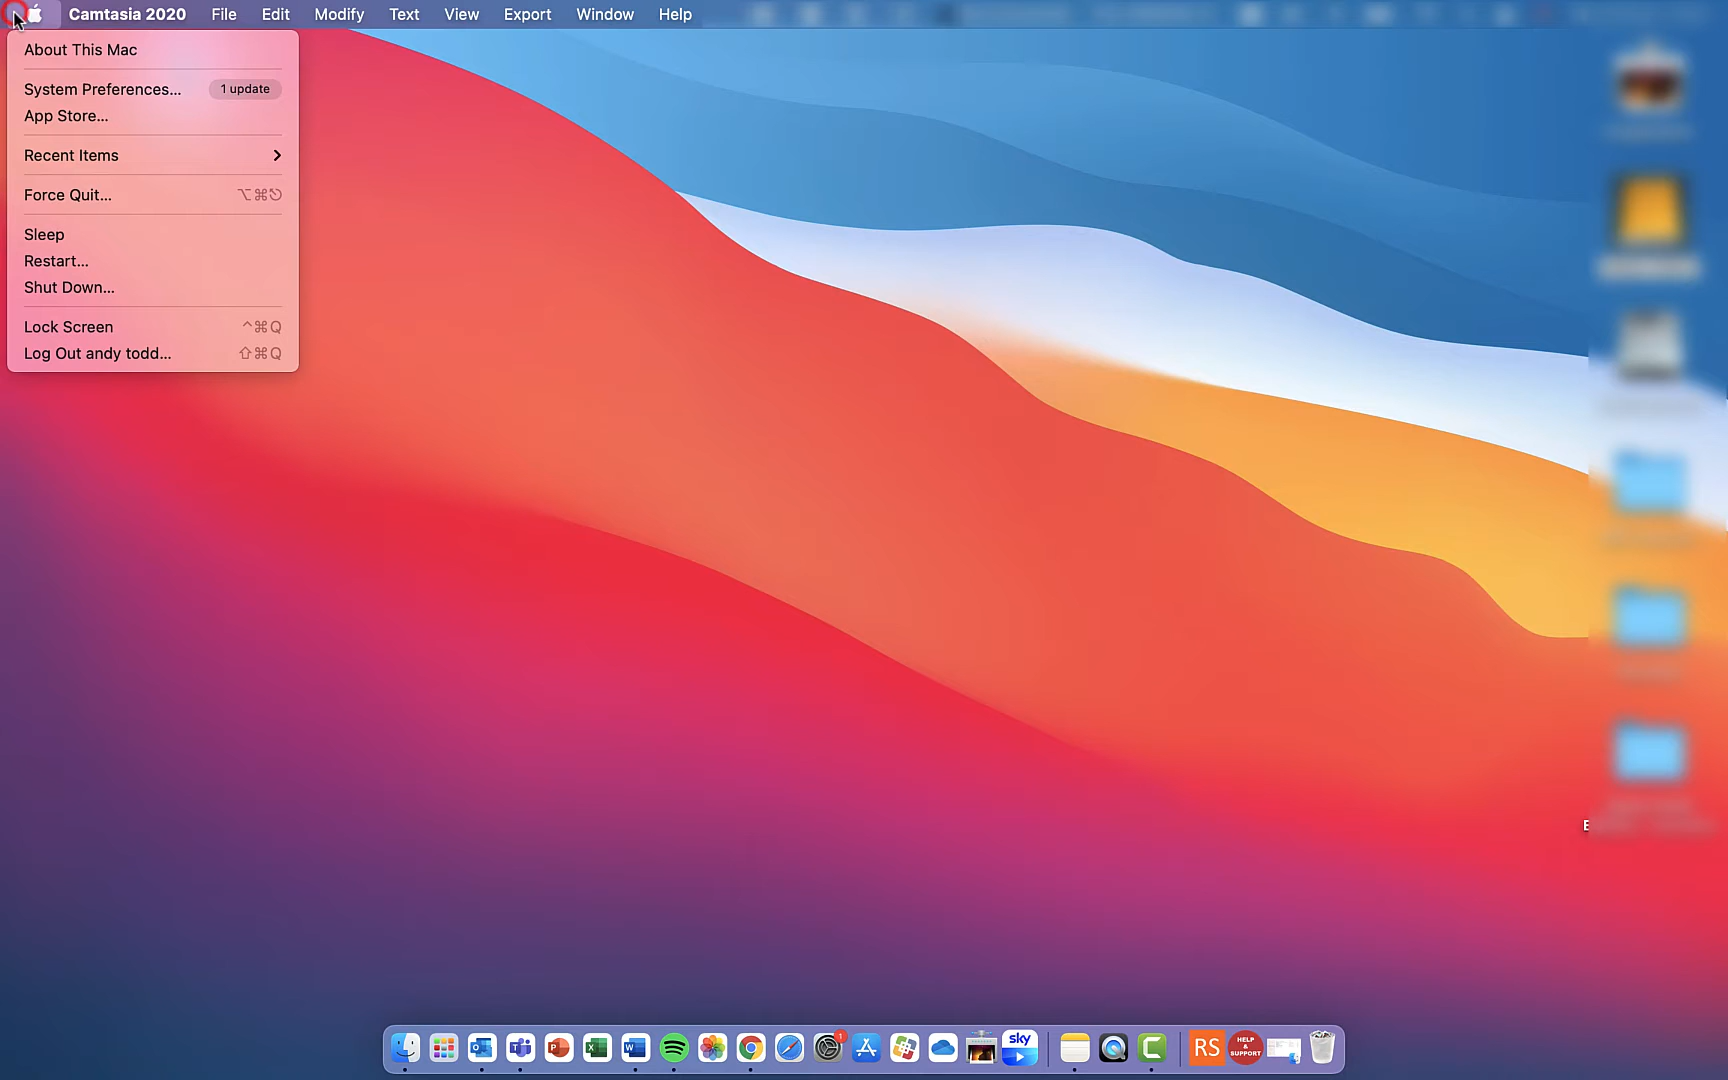 Camtasia 2020 File Edit Modify Text View Export Window Help
About This Mac
System Preferences... 1 update
App Store...
Recent Items
Force Quit... ⌥⌘⎋
Sleep
Restart...
Shut Down...
Lock Screen ^⌘Q
Log Out andy todd... ⇧⌘Q
E
1
sky
RS
HELP
&
SUPPORT